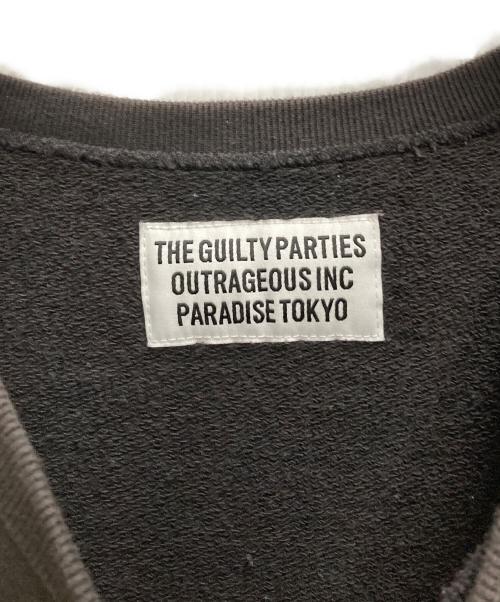 THE GUILTY PARTIES
OUTRAGEOUS INC
PARADISE TOKYO